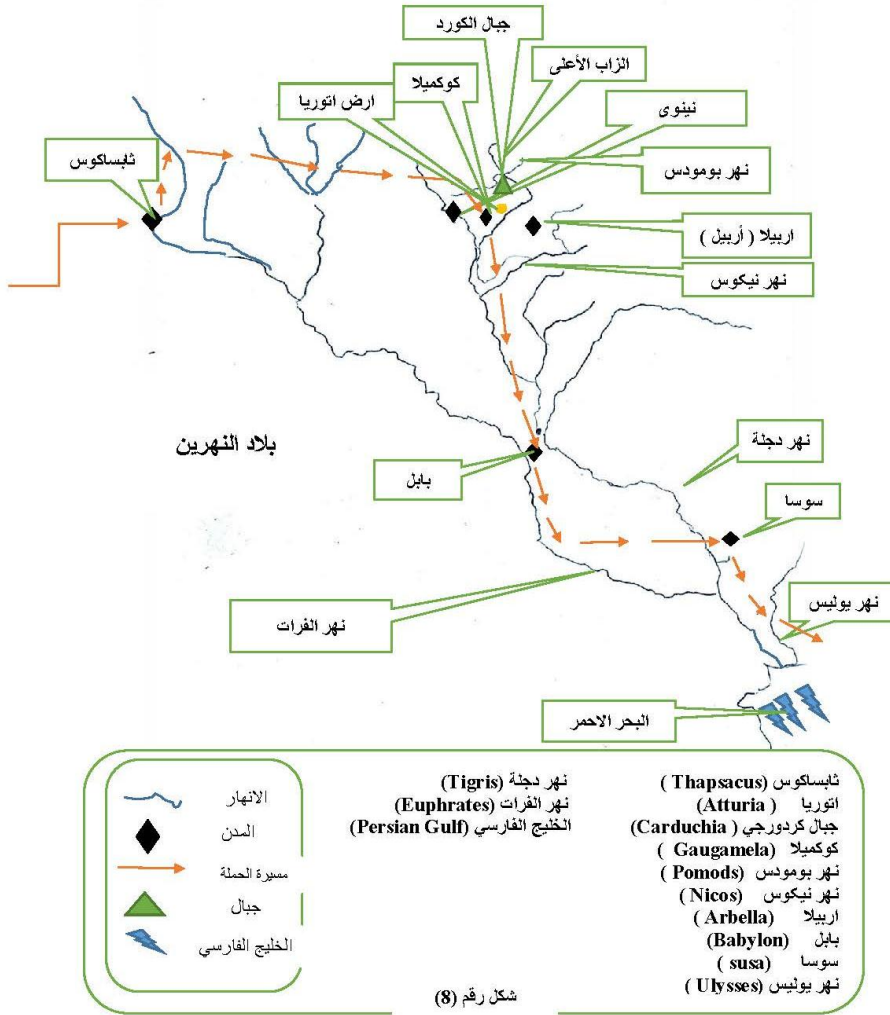 جبال الكورد
الزاب الأعلى
كوكميلا
ارض اتوريا
نينوى
ثابساكوس
نهر بومودس
اربيلا ( أربيل )
نهر نيكوس
بلاد النهرين
نهر دجلة
بابل
سوسا
نهر يوليس
نهر الفرات
البحر الاحمر
ثابساكوس (Thapsacus )
اتوريا (Atturia )
جبال كردورجي (Carduchia )
كوكميلا (Gaugamela )
نهر بومودس (Pomods )
نهر نيكوس (Nicos)
اربيلا (Arbella )
بابل (Babylon)
سوسا (susa )
نهر يوليس (Ulysses )
نهر دجلة (Tigris)
نهر الفرات (Euphrates)
الخليج الفارسي (Persian Gulf)
الانهار
المدن
مسيرة الحملة
جبال
الخليج الفارسي
شكل رقم (8)